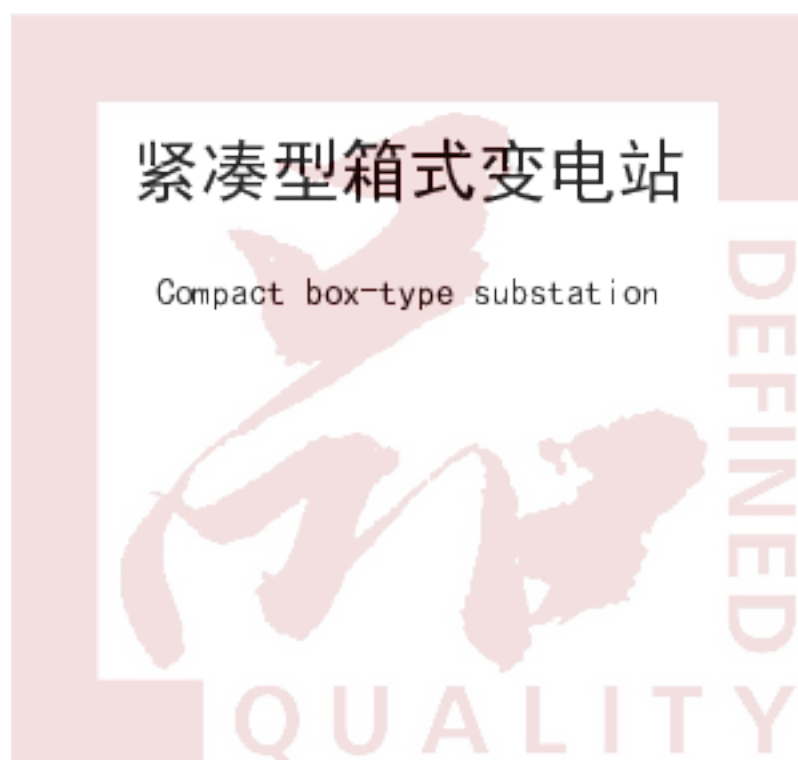 紧凑型箱式变电站
Compact box-type substation
DEFINED
QUALITY